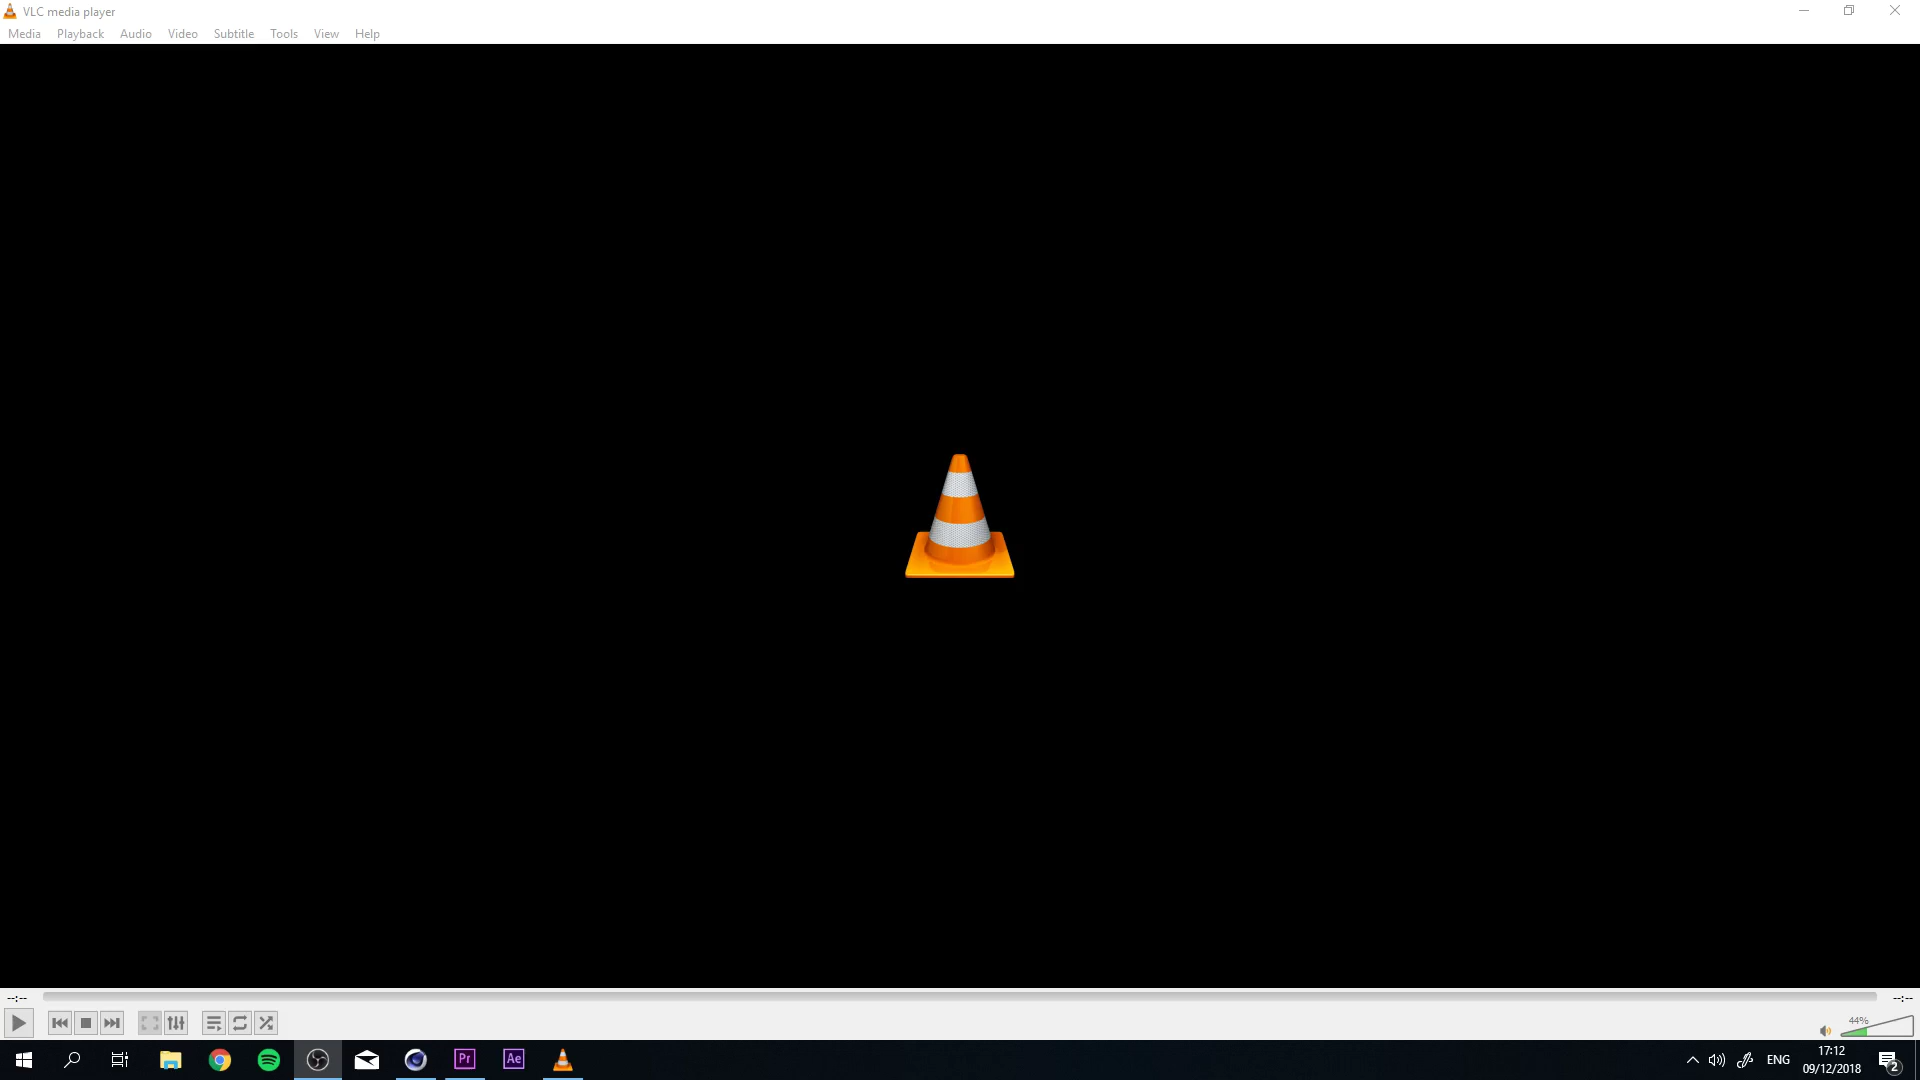 VLC media player
Media Playback Audio Video Subtitle Tools View Help
--:-- --:--
44%
Pr Ae
ENG 17:12
09/12/2018 2